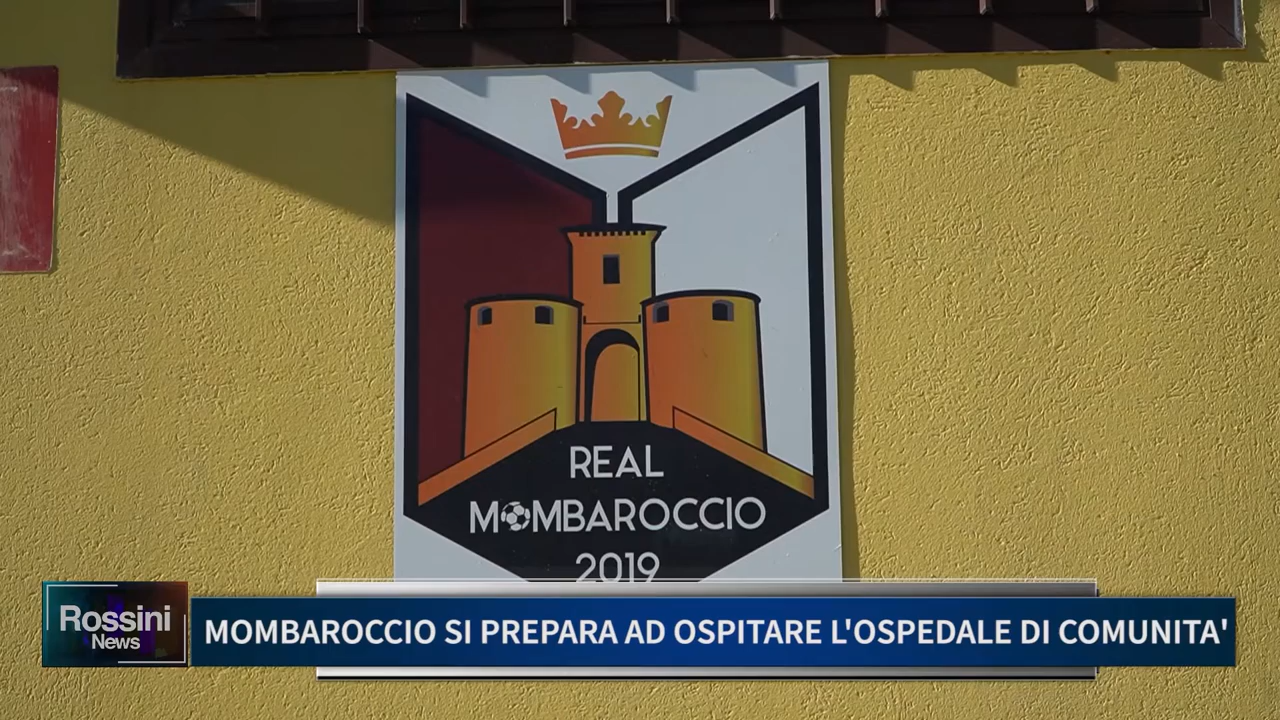 REAL
MOMBAROCCIO
2019
Rossini
News
MOMBAROCCIO SI PREPARA AD OSPITARE L'OSPEDALE DI COMUNITA'